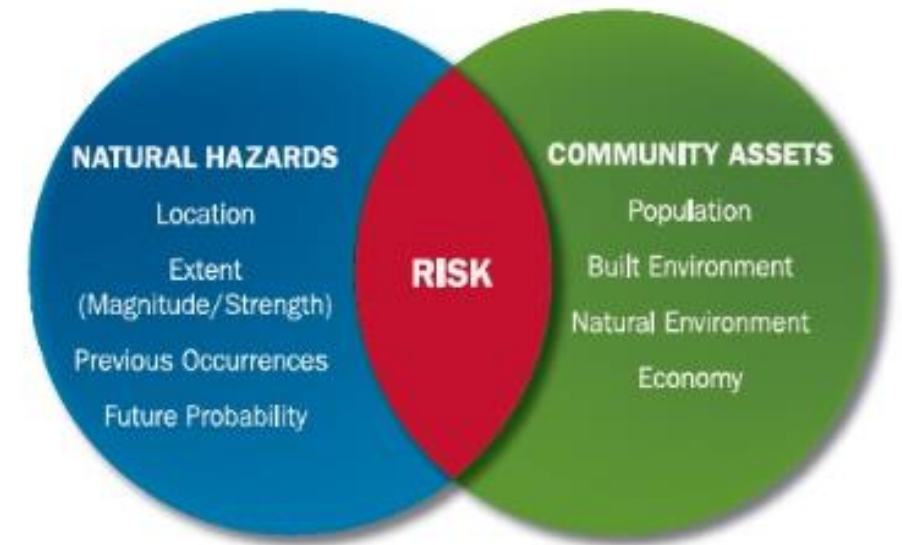 NATURAL HAZARDS
Location
Extent
(Magnitude/Strength)
Previous Occurrences
Future Probability
RISK
COMMUNITY ASSETS
Population
Built Environment
Natural Environment
Economy